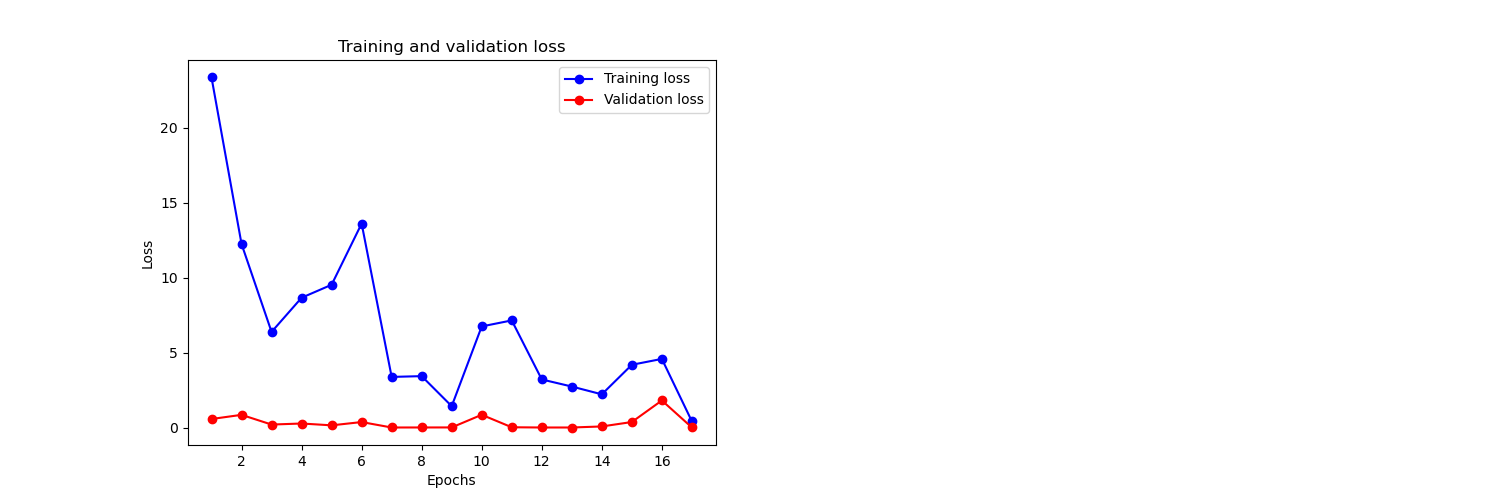 Training and validation loss
Training loss
Validation loss
20
15
10
5
0
Loss
2 4 6 8 10 12 14 16
Epochs